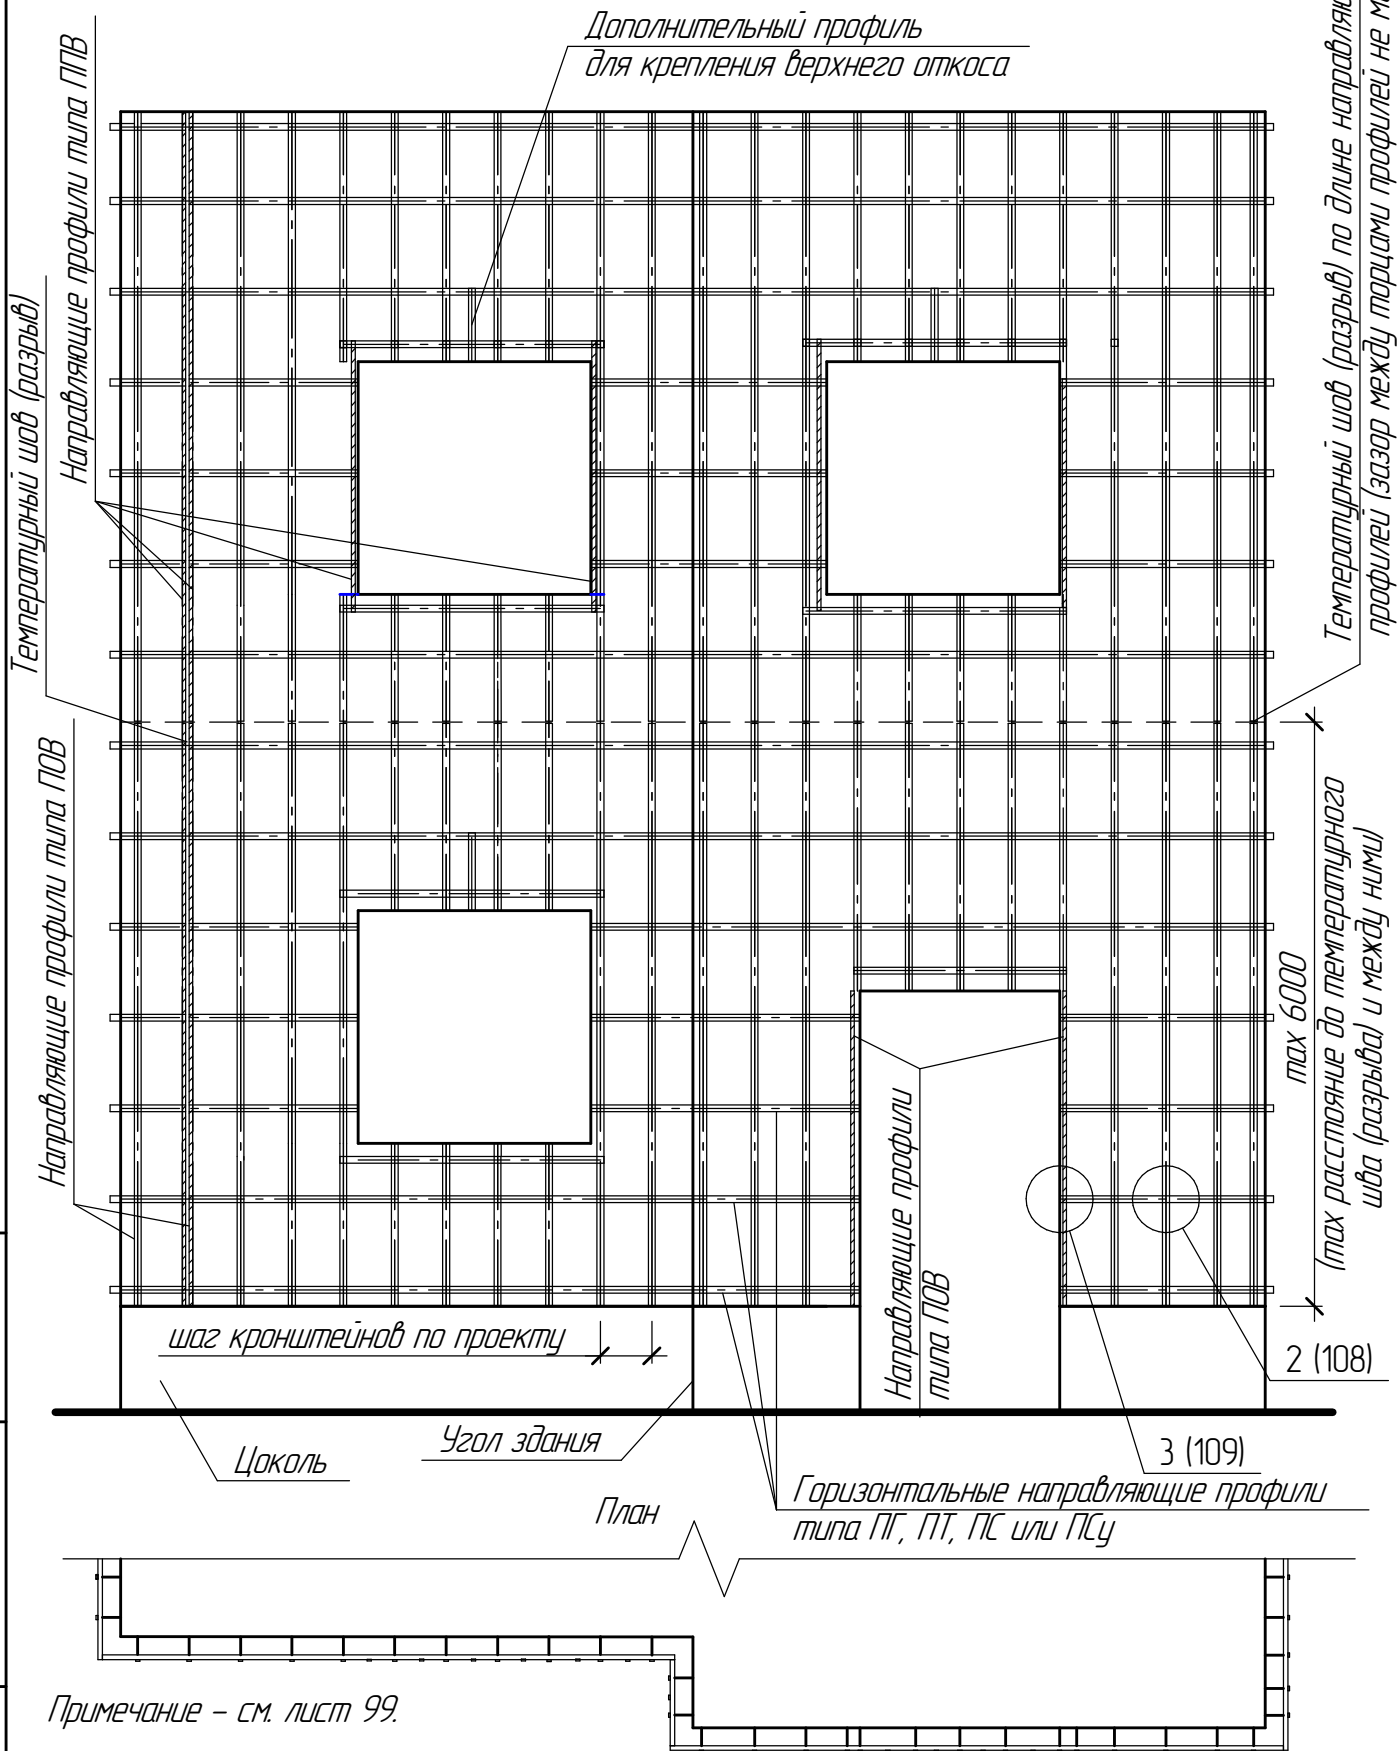 Дополнительный профиль
для крепления верхнего откоса
Направляющие профили типа ППВ
Температурный шов (разрыв)
Направляющие профили типа ПОВ
Температурный шов (разрыв) по длине
профилей (зазор между торцами профилей не
max 6000
(max расстояние до температурного
шва (разрыва) и между ними)
Направляющие профили
типа ПОВ
шаг кронштейнов по проекту
2 (108)
3 (109)
Цоколь
Угол здания
Горизонтальные направляющие профили
типа ПГ, ПТ, ПС или ПСу
План
Примечание – см. лист 99.